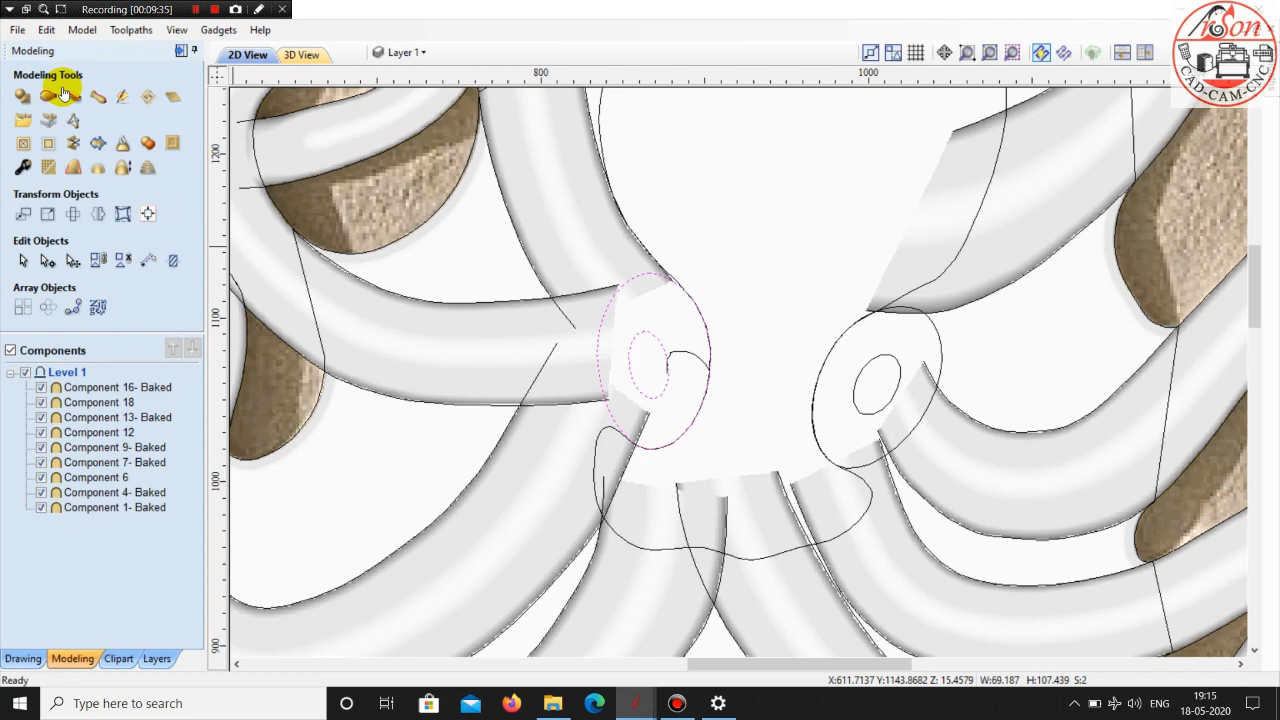 Recording [00:09:35]
File Edit Model Toolpaths View Gadgets Help
Modeling
2D View 3D View Layer 1
Modeling Tools
800 1000
1200
1100
1000
900
Transform Objects
Edit Objects
Array Objects
Components
Level 1
Component 16- Baked
Component 18
Component 13- Baked
Component 12
Component 9- Baked
Component 7- Baked
Component 6
Component 4- Baked
Component 1- Baked
Drawing Modeling Clipart Layers
Ready
X:611.7137 Y:1143.8682 Z: 15.4579 W:69.187 H:107.439 S:2
Type here to search
ENG
19:15
18-05-2020
CAD-CAM-CNC